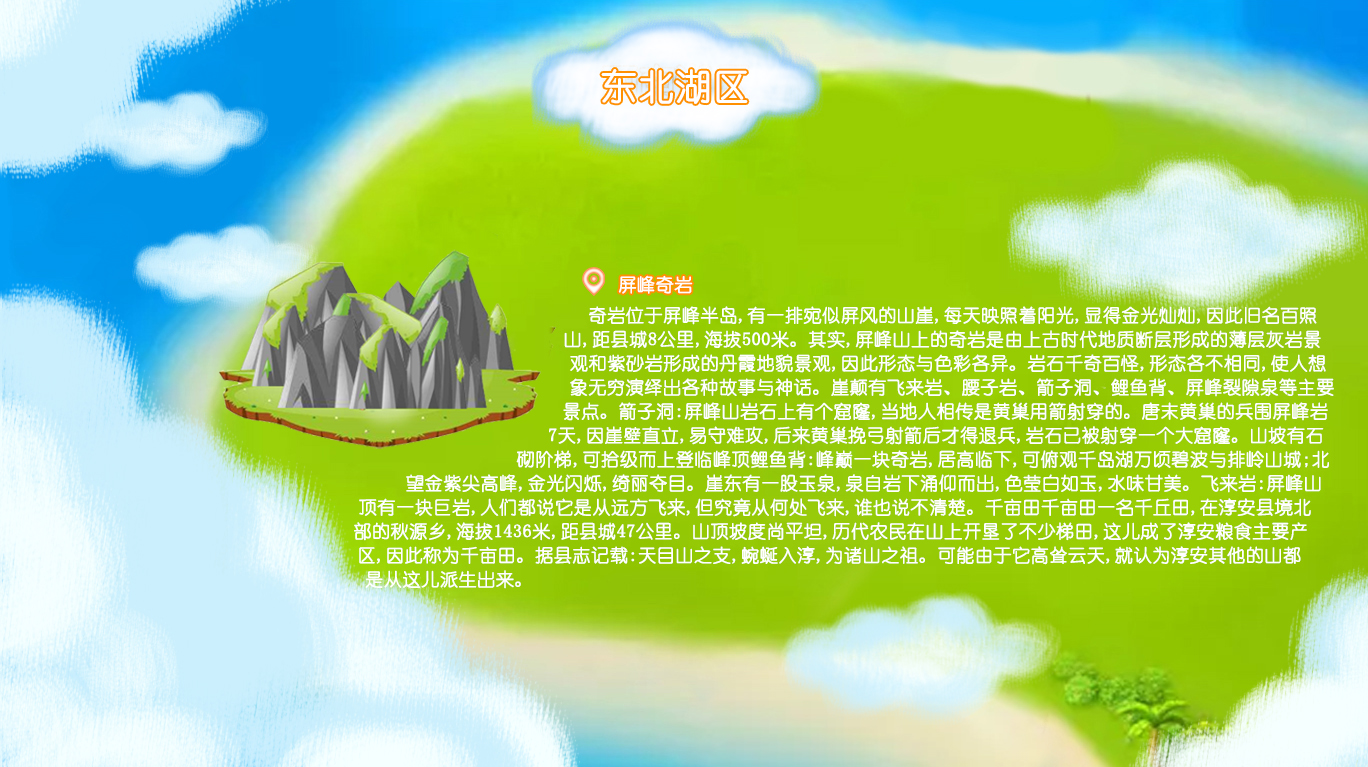 东北湖区
屏峰奇岩
奇岩位于屏峰半岛,有一排宛似屏风的山崖,每天映照着阳光,显得金光灿灿,因此旧名百照
山,距县城8公里,海拔500米。其实,屏峰山上的奇岩是由上古时代地质断层形成的薄层灰岩景
观和紫砂岩形成的丹霞地貌景观,因此形态与色彩各异。岩石千奇百怪,形态各不相同,使人想
象无穷演绎出各种故事与神话。崖颠有飞来岩、腰子岩、箭子洞、鲤鱼背、屏峰裂隙泉等主要
景点。箭子洞:屏峰山岩石上有个窟窿,当地人相传是黄巢用箭射穿的。唐末黄巢的兵围屏峰岩
7天,因崖壁直立,易守难攻,后来黄巢挽弓射箭后才得退兵,岩石已被射穿一个大窟窿。山坡有石
砌阶梯,可拾级而上登临峰顶鲤鱼背:峰巅一块奇岩,居高临下,可俯观千岛湖万顷碧波与排岭山城;北
望金紫尖高峰,金光闪烁,绮丽夺目。崖东有一股玉泉,泉自岩下涌仰而出,色莹白如玉,水味甘美。飞来岩:屏峰山
顶有一块巨岩,人们都说它是从远方飞来,但究竟从何处飞来,谁也说不清楚。千亩田千亩田一名千丘田,在淳安县境北
部的秋源乡,海拔1436米,距县城47公里。山顶坡度尚平坦,历代农民在山上开垦了不少梯田,这儿成了淳安粮食主要产
区,因此称为千亩田。据县志记载:天目山之支,蜿蜒入淳,为诸山之祖。可能由于它高耸云天,就认为淳安其他的山都
是从这儿派生出来。